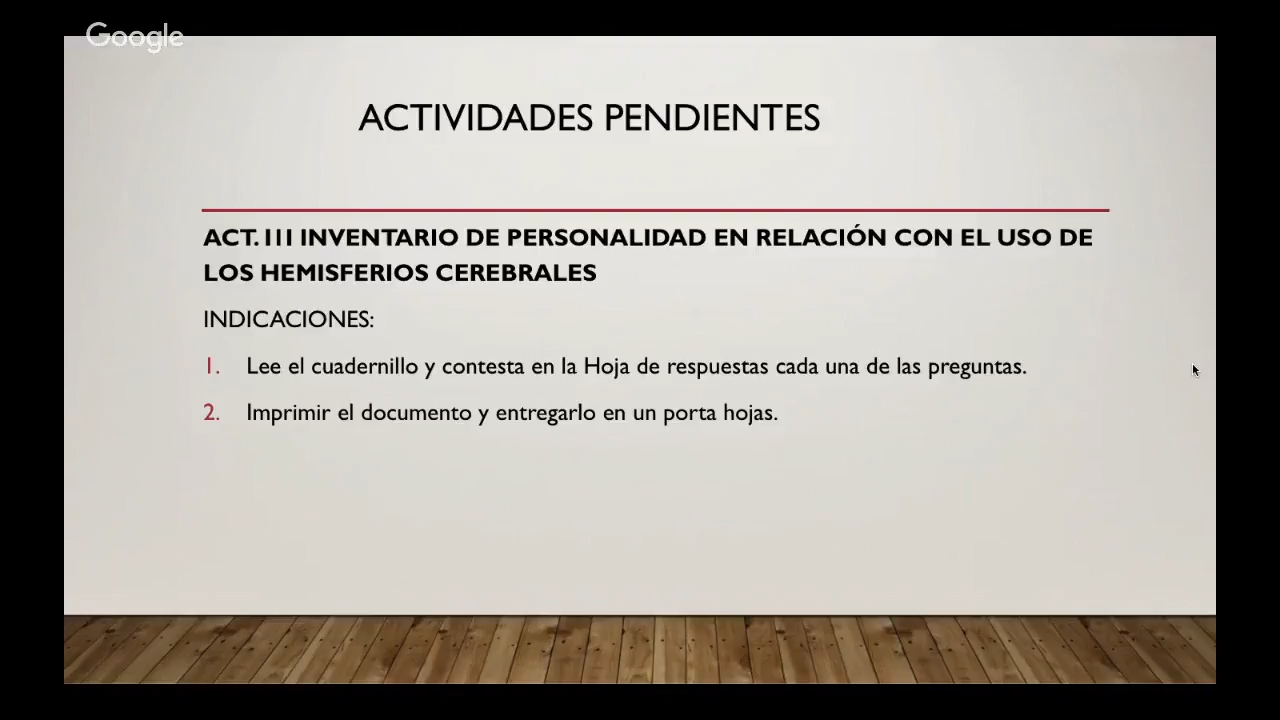 Google
ACTIVIDADES PENDIENTES
ACT. III INVENTARIO DE PERSONALIDAD EN RELACIÓN CON EL USO DE
LOS HEMISFERIOS CEREBRALES
INDICACIONES:
1. Lee el cuadernillo y contesta en la Hoja de respuestas cada una de las preguntas.
2. Imprimir el documento y entregarlo en un porta hojas.